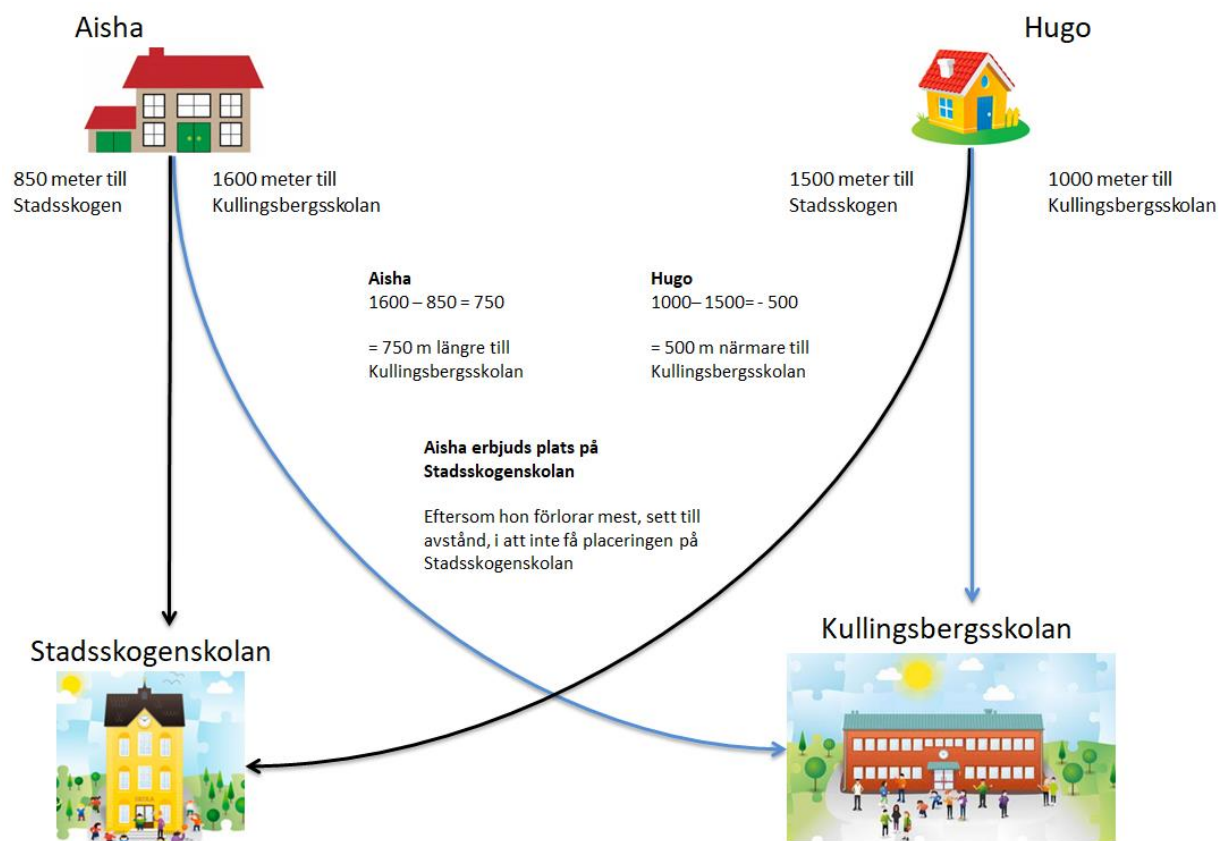 Aisha
Hugo
850 meter till
Stadsskogen
1600 meter till
Kullingsbergsskolan
1500 meter till
Stadsskogen
1000 meter till
Kullingsbergsskolan
Aisha
1600 – 850 = 750
= 750 m längre till
Kullingsbergsskolan
Hugo
1000– 1500= - 500
= 500 m närmare till
Kullingsbergsskolan
Aisha erbjuds plats på
Stadsskogenskolan
Eftersom hon förlorar mest, sett till
avstånd, i att inte få placeringen på
Stadsskogenskolan
Stadsskogenskolan
Kullingsbergsskolan
SKOLA